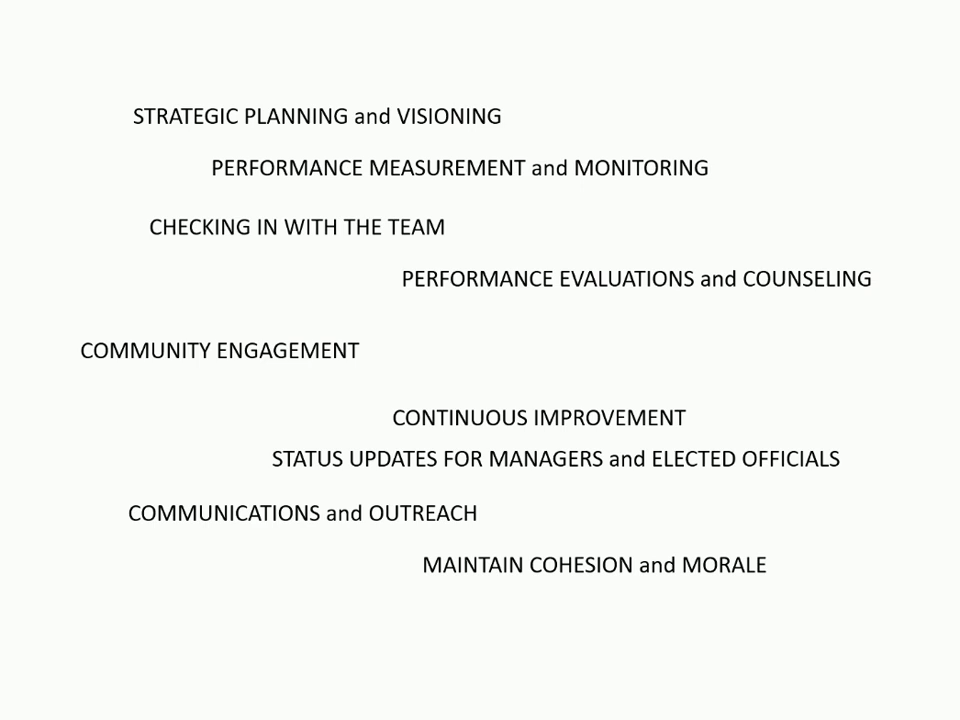 STRATEGIC PLANNING and VISIONING
PERFORMANCE MEASUREMENT and MONITORING
CHECKING IN WITH THE TEAM
PERFORMANCE EVALUATIONS and COUNSELING
COMMUNITY ENGAGEMENT
CONTINUOUS IMPROVEMENT
STATUS UPDATES FOR MANAGERS and ELECTED OFFICIALS
COMMUNICATIONS and OUTREACH
MAINTAIN COHESION and MORALE